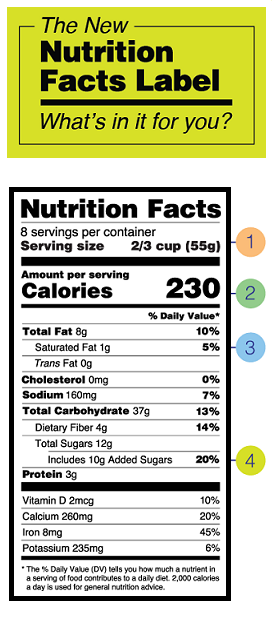 The New
Nutrition
Facts Label
What's in it for you?
Nutrition Facts
8 servings per container
Serving size 2/3 cup (55g)
1
Amount per serving
Calories 230
2
% Daily Value*
Total Fat 8g 10%
Saturated Fat 1g 5%
3
Trans Fat 0g
Cholesterol 0mg 0%
Sodium 160mg 7%
Total Carbohydrate 37g 13%
Dietary Fiber 4g 14%
Total Sugars 12g
Includes 10g Added Sugars 20%
4
Protein 3g
Vitamin D 2mcg 10%
Calcium 260mg 20%
Iron 8mg 45%
Potassium 235mg 6%
* The % Daily Value (DV) tells you how much a nutrient in
a serving of food contributes to a daily diet. 2,000 calories
a day is used for general nutrition advice.